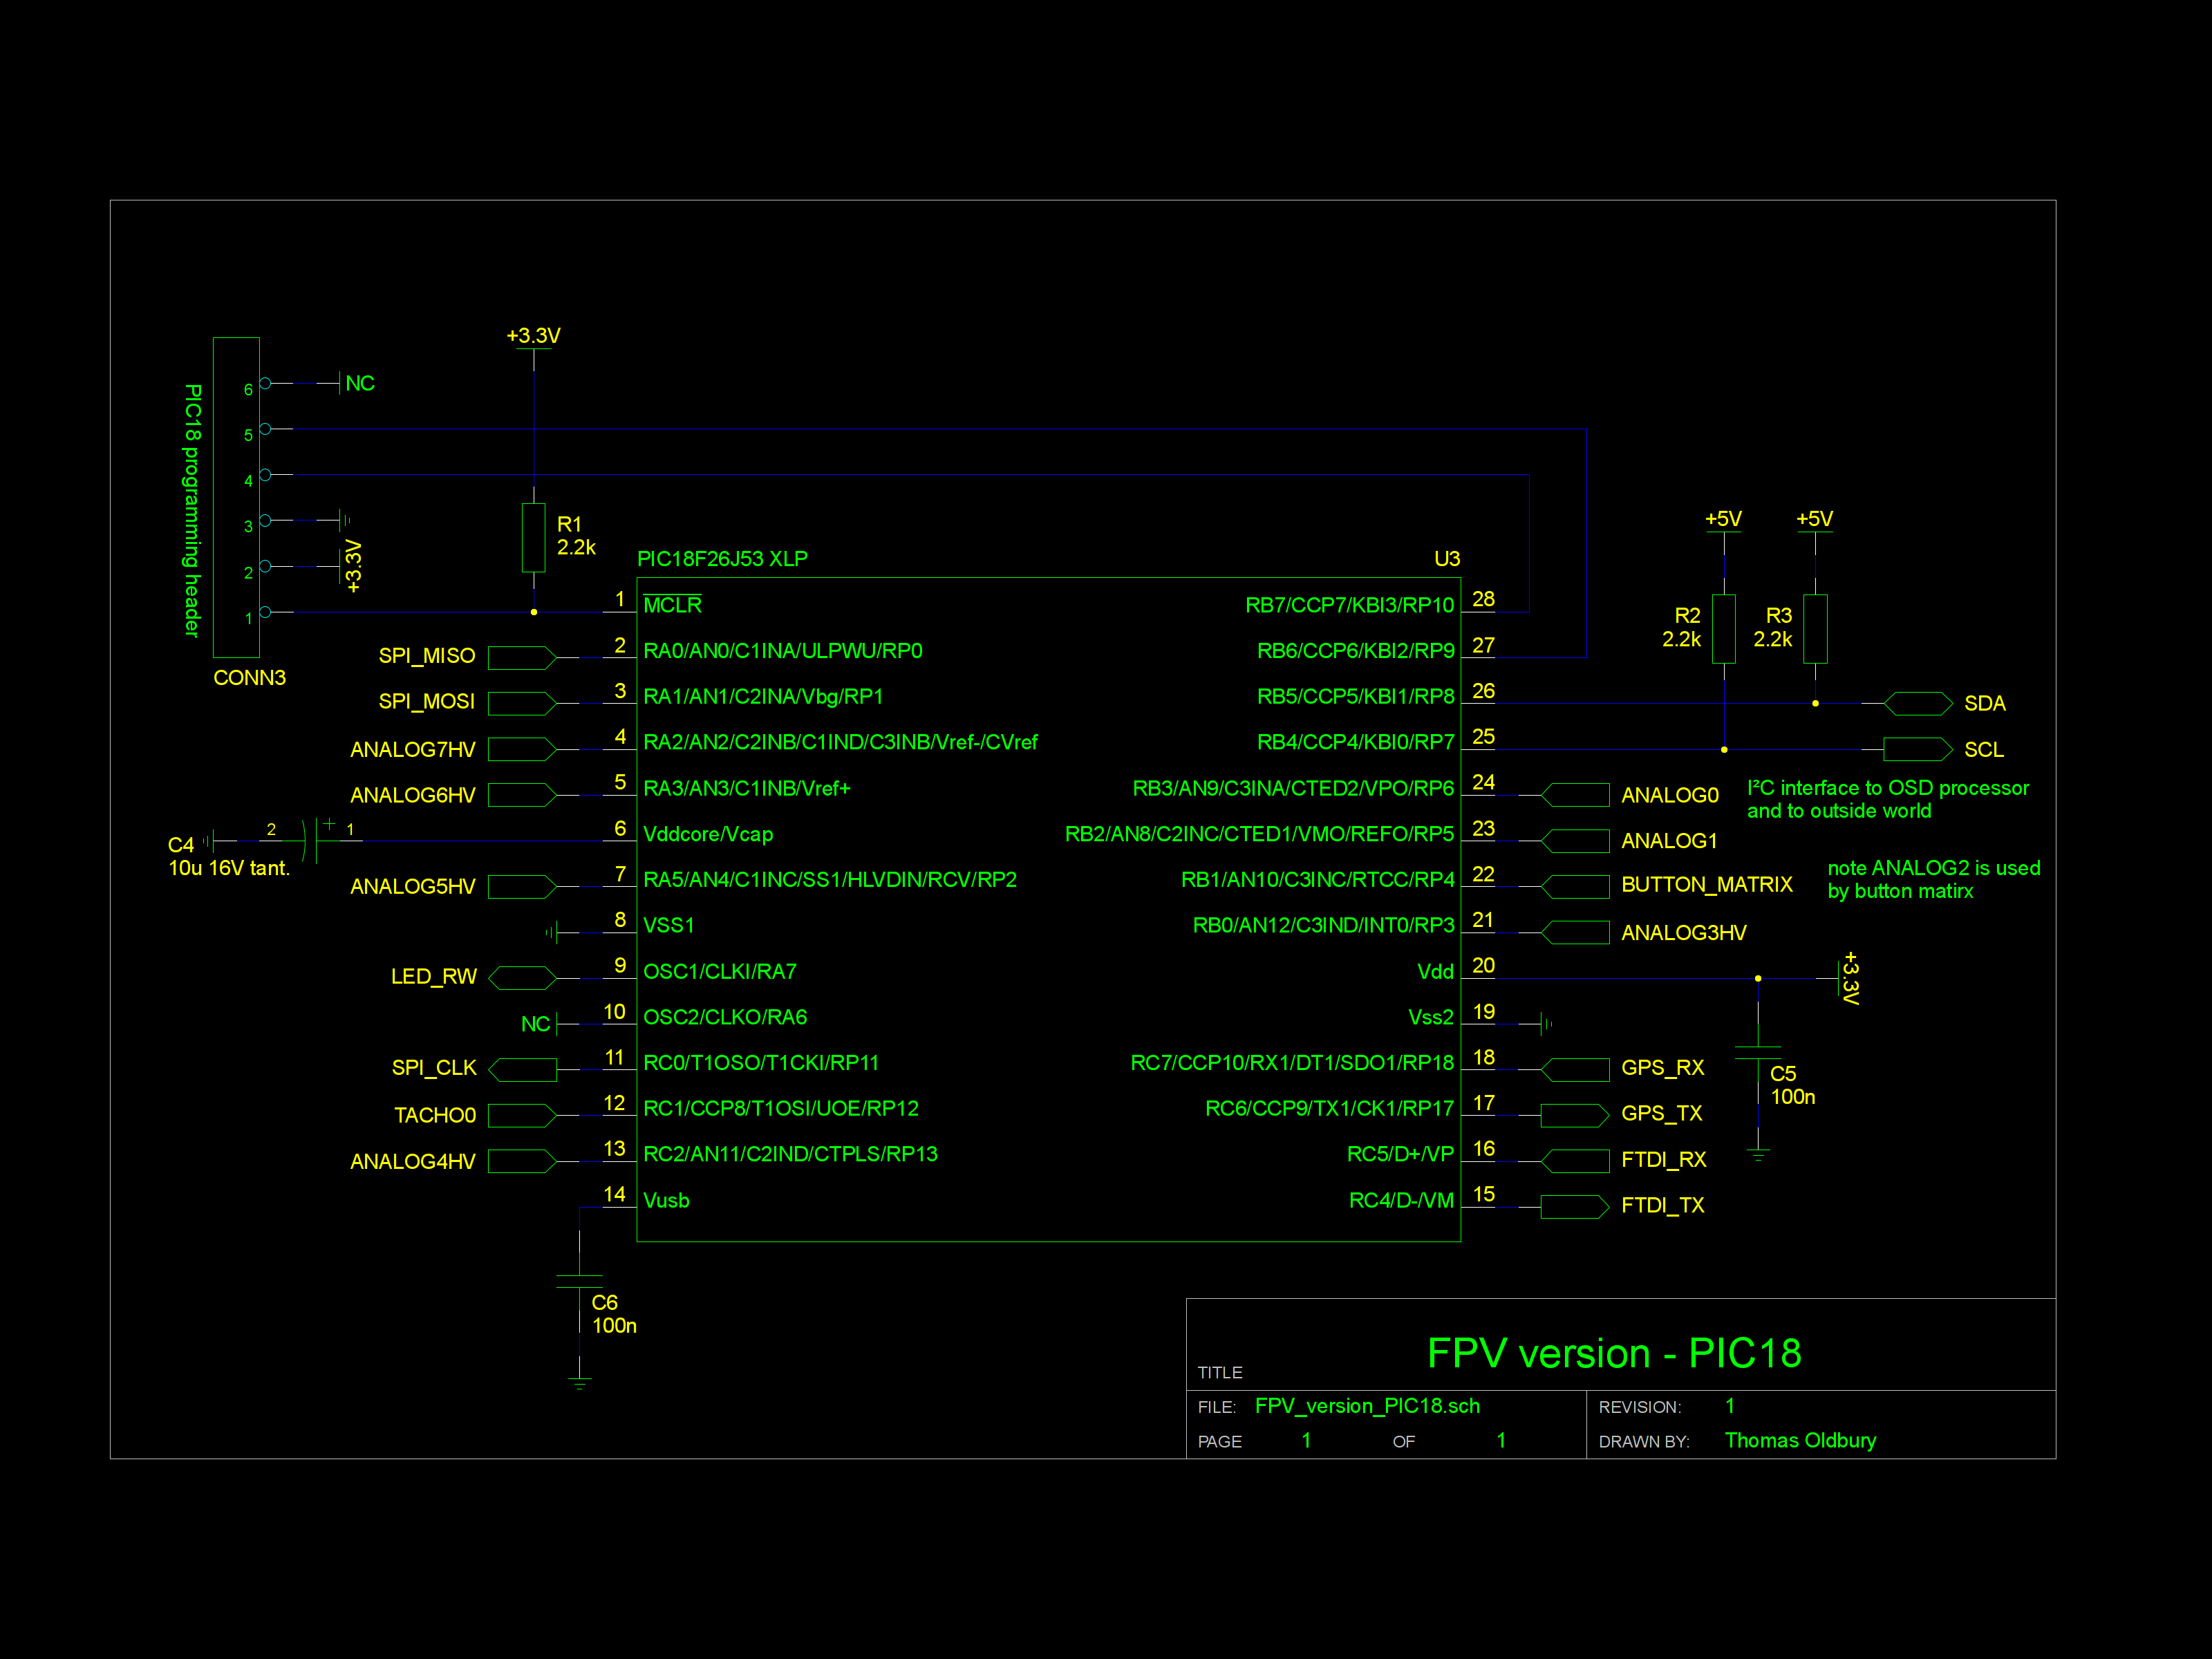 +3.3V
PIC18 programming header
6
NC
5
4
3
2
+3.3V
1
CONN3
R1
2.2k
+5V
+5V
R2
2.2k
R3
2.2k
PIC18F26J53 XLP
U3
1
MCLR
RB7/CCP7/KBI3/RP10
28
SPI_MISO
2
RA0/AN0/C1INA/ULPWU/RP0
RB6/CCP6/KBI2/RP9
27
SPI_MOSI
3
RA1/AN1/C2INA/Vbg/RP1
RB5/CCP5/KBI1/RP8
26
SDA
ANALOG7HV
4
RA2/AN2/C2INB/C1IND/C3INB/Vref-/CVref
RB4/CCP4/KBI0/RP7
25
SCL
ANALOG6HV
5
RA3/AN3/C1INB/Vref+
RB3/AN9/C3INA/CTED2/VPO/RP6
24
ANALOG0
I²C interface to OSD processor
and to outside world
C4
10u 16V tant.
2
+
1
6
Vddcore/Vcap
RB2/AN8/C2INC/CTED1/VMO/REFO/RP5
23
ANALOG1
ANALOG5HV
7
RA5/AN4/C1INC/SS1/HLVDIN/RCV/RP2
RB1/AN10/C3INC/RTCC/RP4
22
BUTTON_MATRIX
note ANALOG2 is used
by button matirx
8
VSS1
RB0/AN12/C3IND/INT0/RP3
21
ANALOG3HV
LED_RW
9
OSC1/CLKI/RA7
Vdd
20
+3.3V
NC
10
OSC2/CLKO/RA6
Vss2
19
SPI_CLK
11
RC0/T1OSO/T1CKI/RP11
RC7/CCP10/RX1/DT1/SDO1/RP18
18
GPS_RX
C5
100n
TACHO0
12
RC1/CCP8/T1OSI/UOE/RP12
RC6/CCP9/TX1/CK1/RP17
17
GPS_TX
ANALOG4HV
13
RC2/AN11/C2IND/CTPLS/RP13
RC5/D+/VP
16
FTDI_RX
14
Vusb
RC4/D-/VM
15
FTDI_TX
C6
100n
TITLE
FPV version - PIC18
FILE: FPV_version_PIC18.sch
REVISION: 1
PAGE 1 OF 1
DRAWN BY: Thomas Oldbury